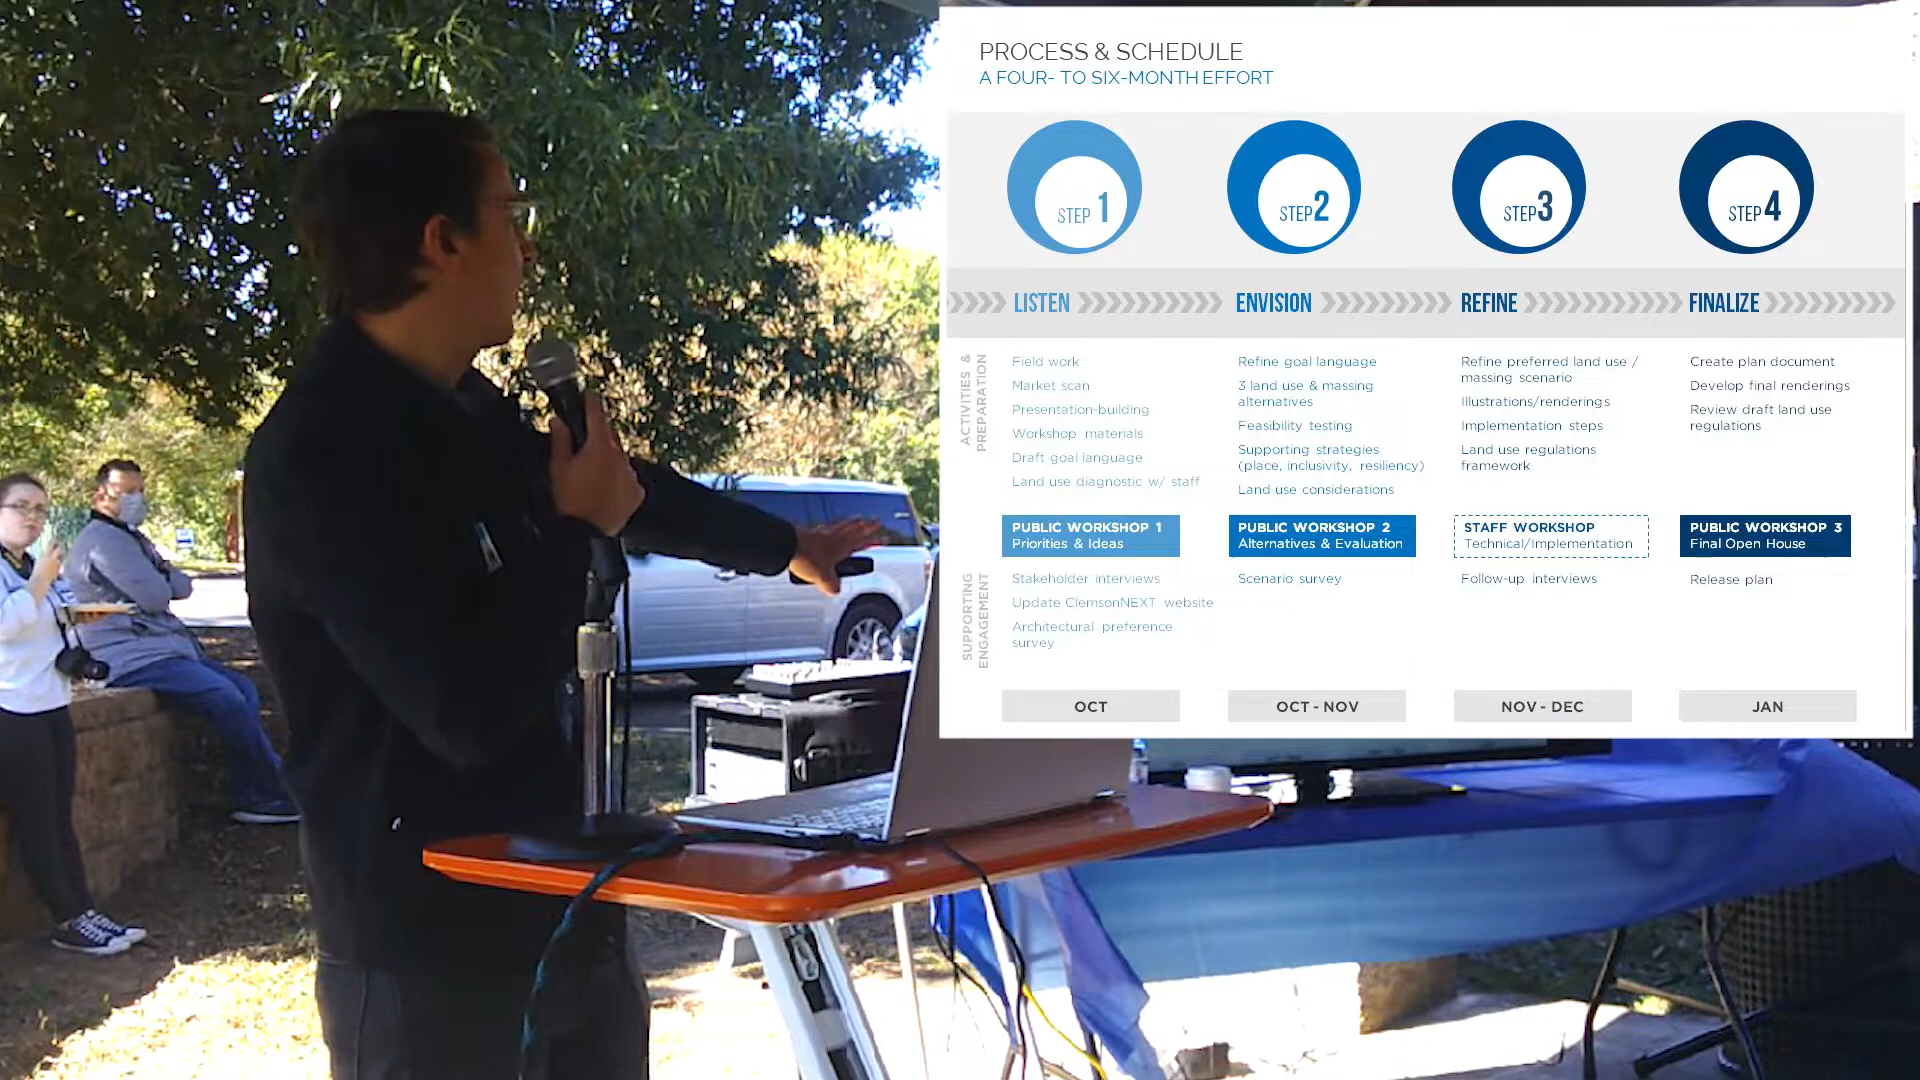 PROCESS & SCHEDULE
A FOUR- TO SIX-MONTH EFFORT
STEP 1
STEP 2
STEP 3
STEP 4
LISTEN
ENVISION
REFINE
FINALIZE
ACTIVITIES &
PREPARATION
Field work
Market scan
Presentation-building
Workshop materials
Draft goal language
Land use diagnostic w/ staff
Refine goal language
3 land use & massing
alternatives
Feasibility testing
Supporting strategies
(place, inclusivity, resiliency)
Land use considerations
Refine preferred land use /
massing scenario
Illustrations/renderings
Implementation steps
Land use regulations
framework
Create plan document
Develop final renderings
Review draft land use
regulations
PUBLIC WORKSHOP 1
Priorities & Ideas
PUBLIC WORKSHOP 2
Alternatives & Evaluation
STAFF WORKSHOP
Technical/Implementation
PUBLIC WORKSHOP 3
Final Open House
SUPPORTING
ENGAGEMENT
Stakeholder interviews
Update ClemsonNEXT website
Architectural preference
survey
Scenario survey
Follow-up interviews
Release plan
OCT
OCT - NOV
NOV - DEC
JAN